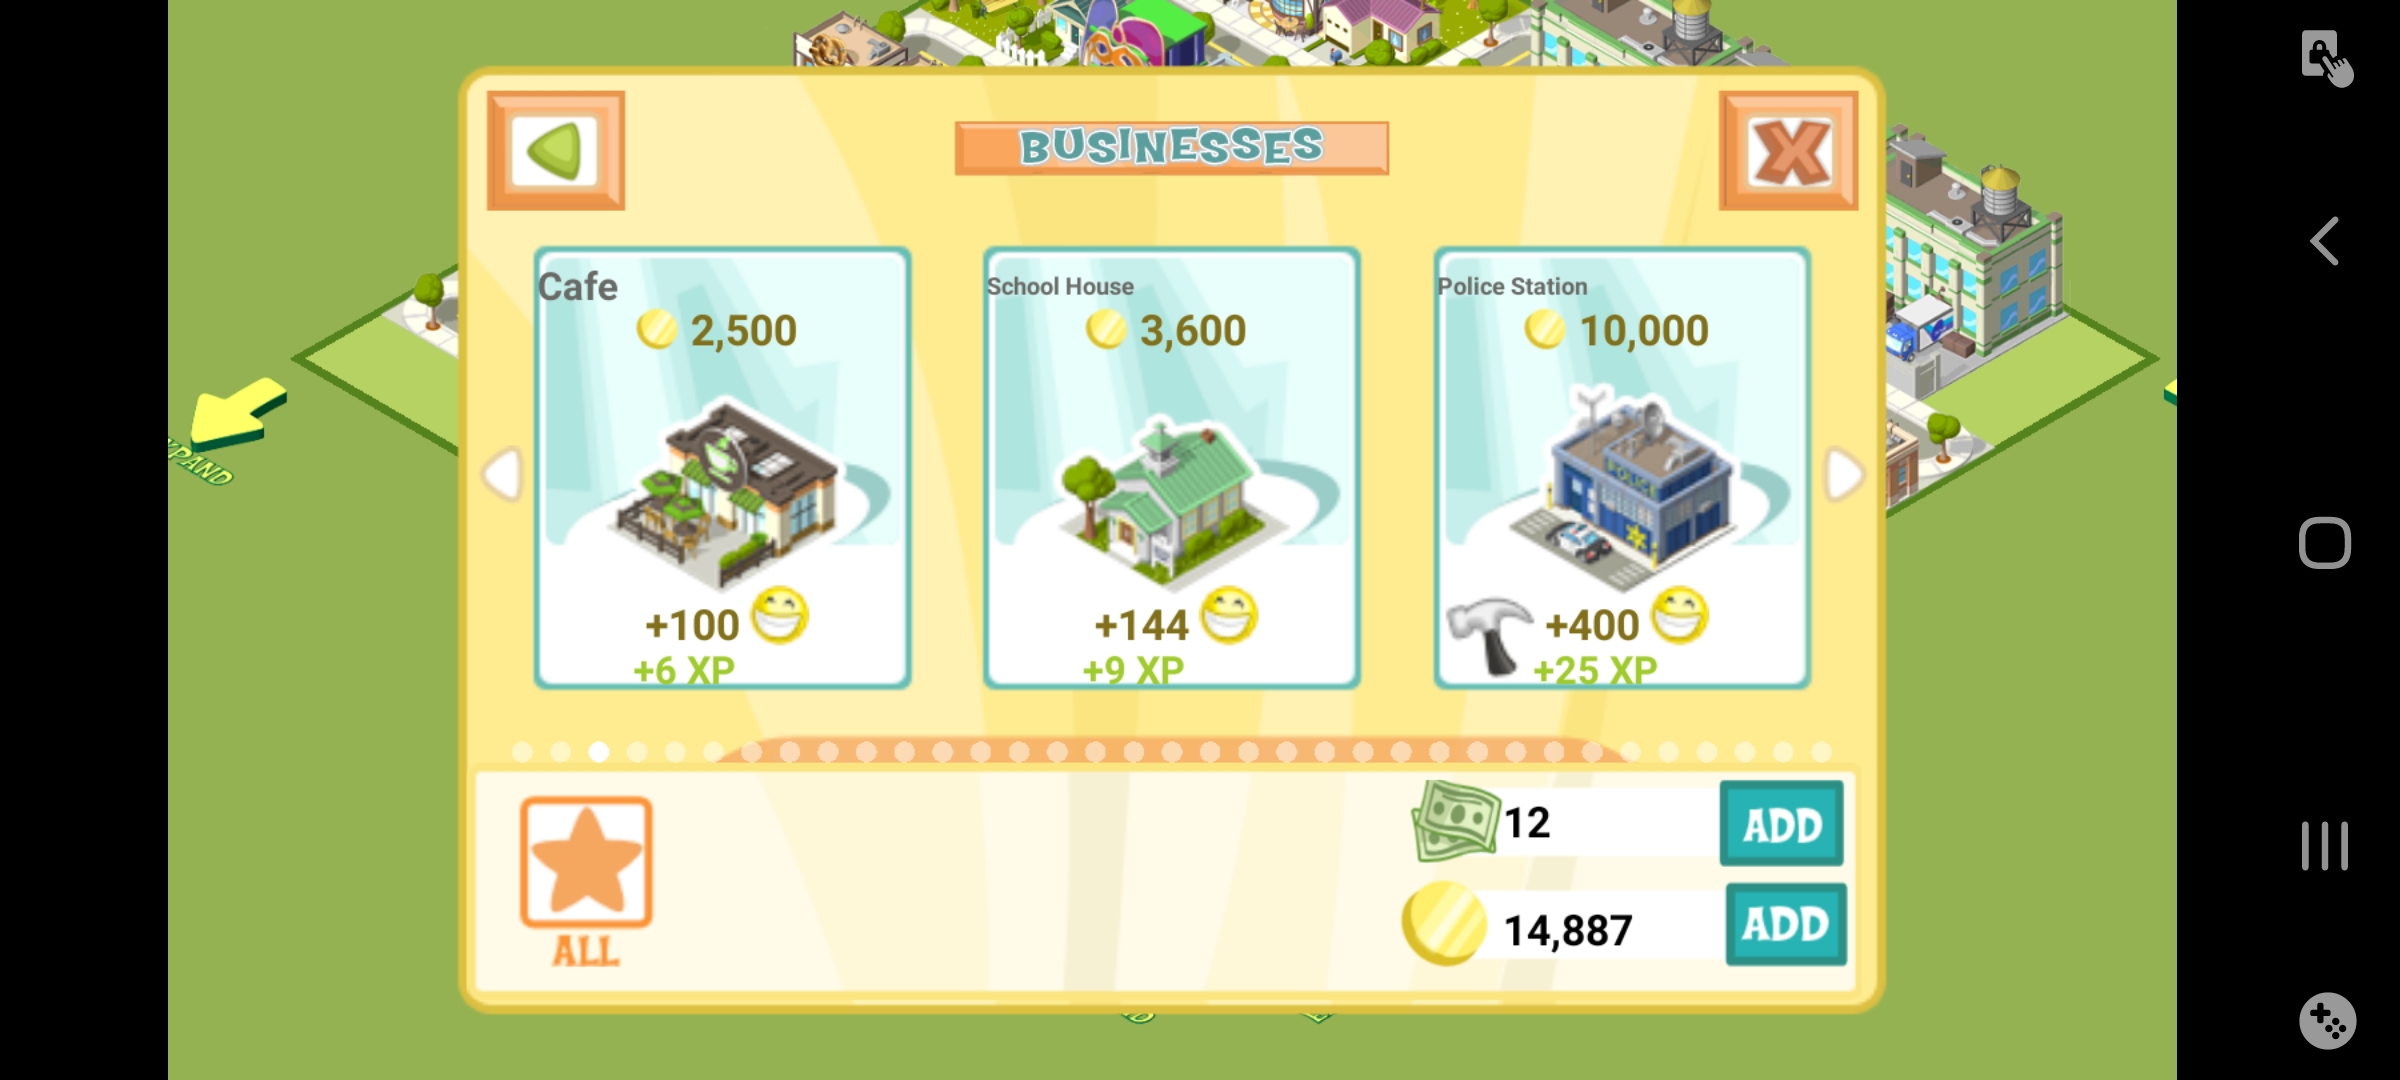 BUSINESSES
Cafe
2,500
+100
+6 XP
School House
3,600
+144
+9 XP
Police Station
10,000
POLICE
+400
+25 XP
12
ADD
14,887
ADD
ALL